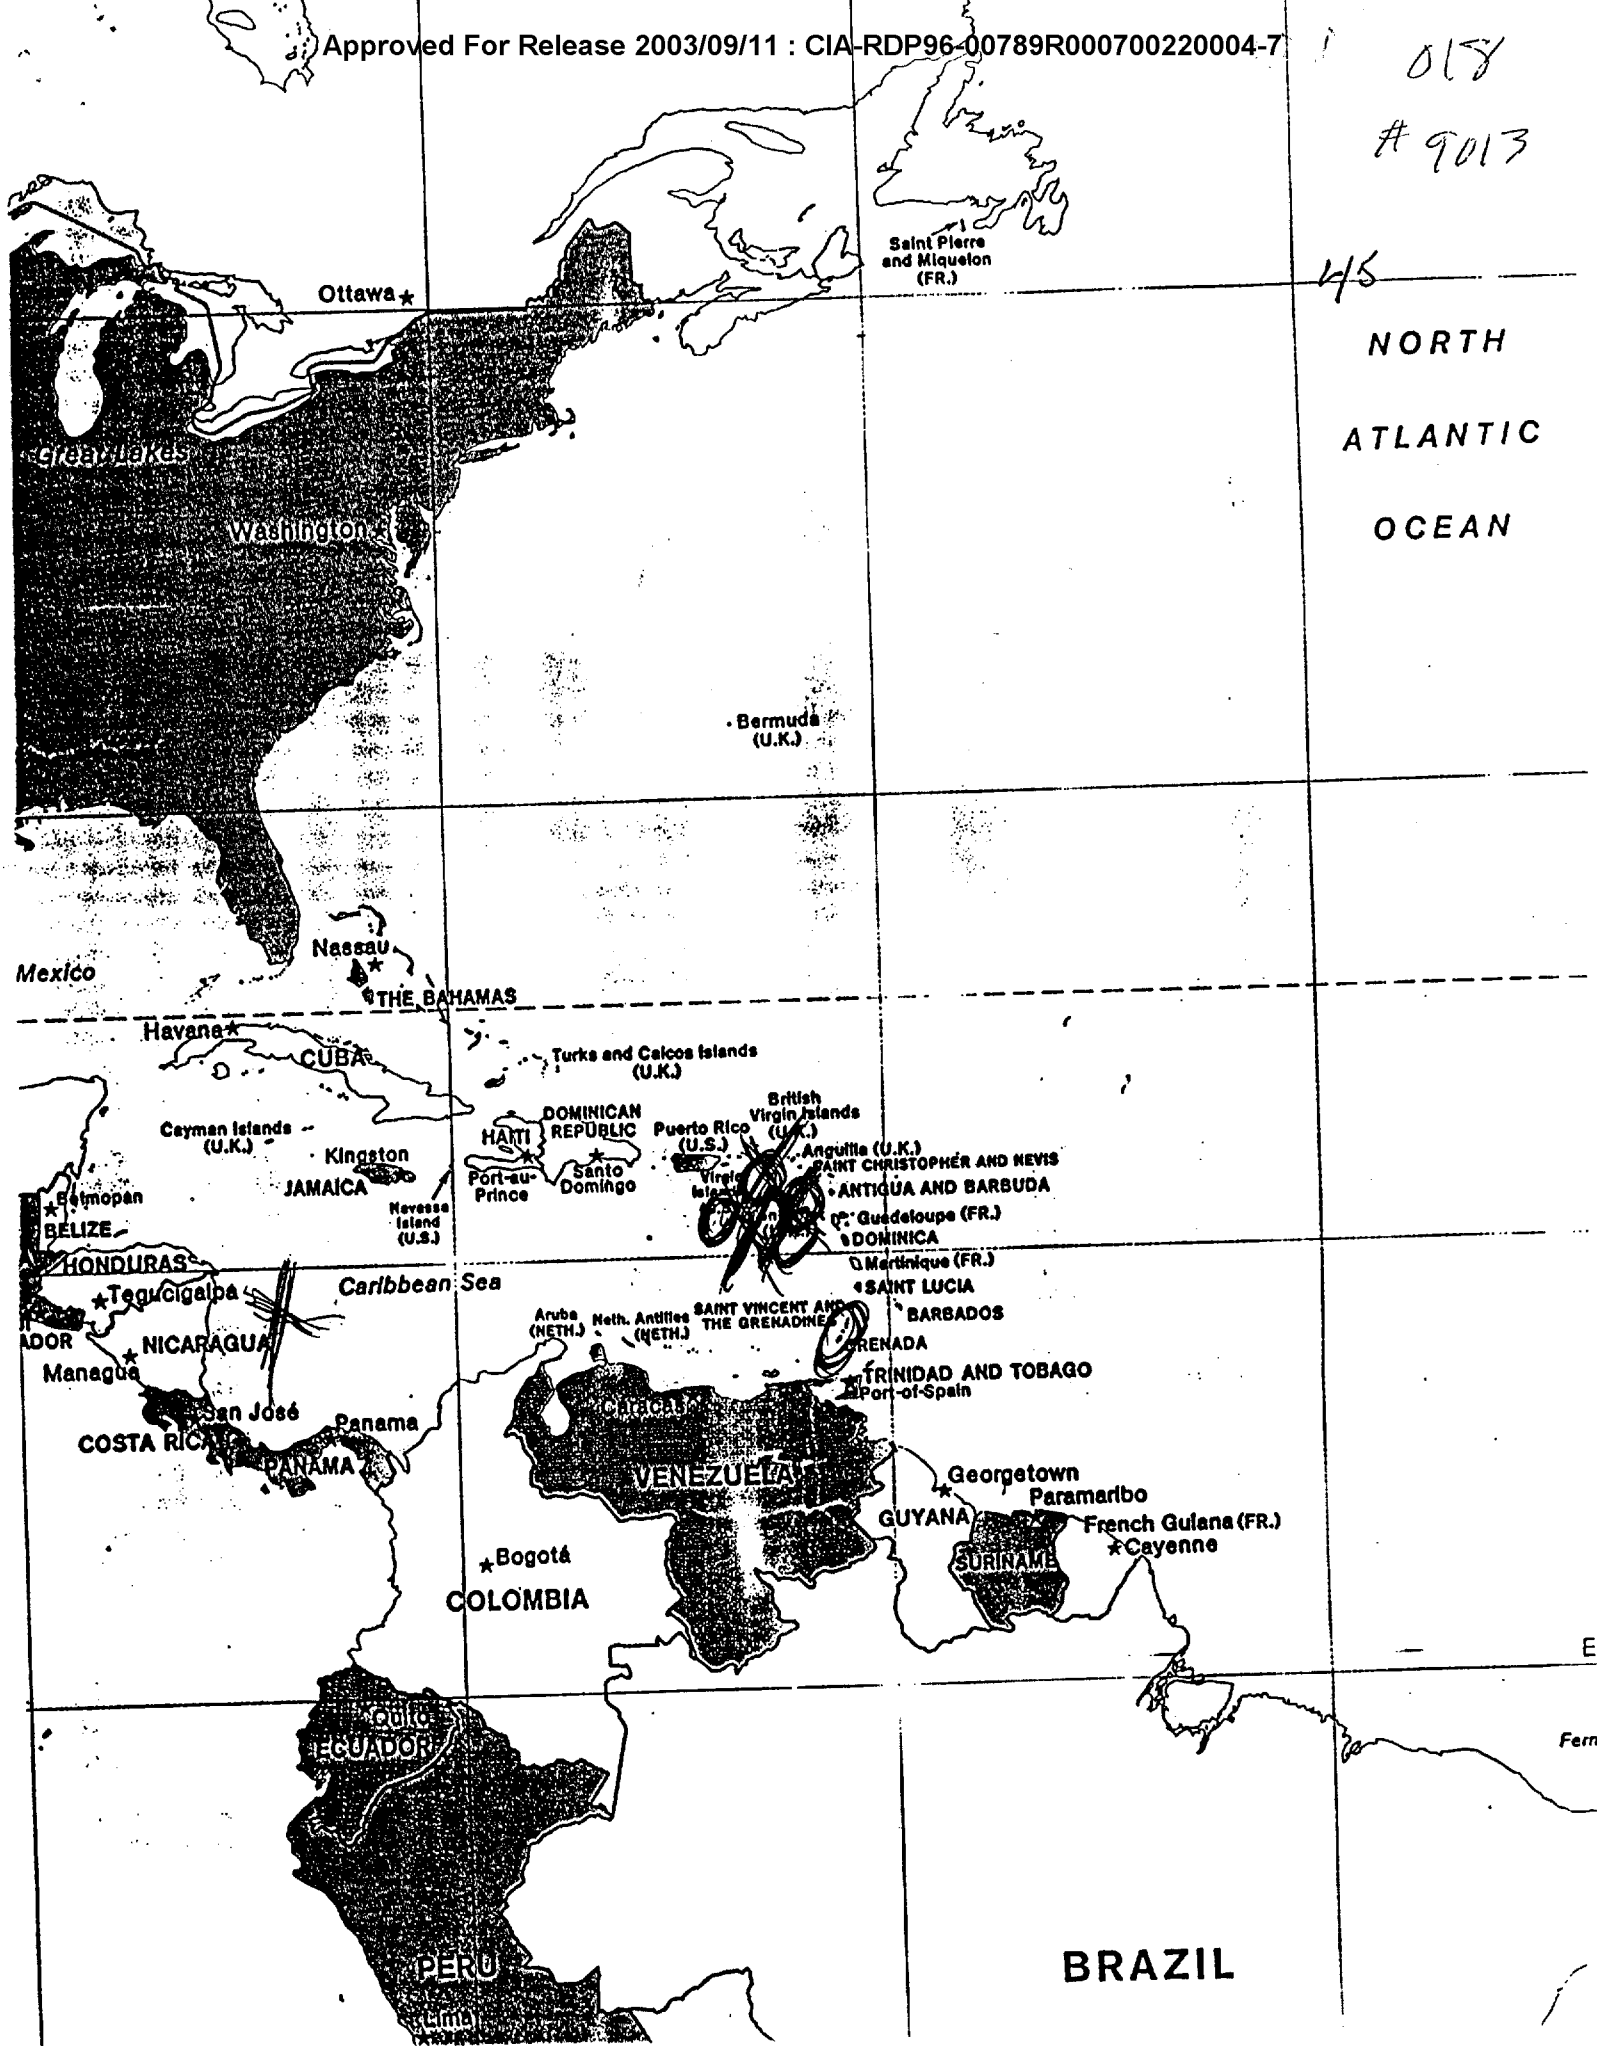 Approved For Release 2003/09/11 : CIA-RDP96-00789R000700220004-7
018
# 9013
Saint Pierre
and Miquelon
(FR.)
45
Ottawa
NORTH
ATLANTIC
OCEAN
Great Lakes
Washington
Bermuda
(U.K.)
Nassau
Mexico
THE BAHAMAS
Havana
CUBA
Turks and Caicos Islands
(U.K.)
British
Virgin Islands
(U.K.)
DOMINICAN
REPUBLIC
Puerto Rico
(U.S.)
Cayman Islands
(U.K.)
HAITI
Anguilla (U.K.)
Kingston
SAINT CHRISTOPHER AND NEVIS
JAMAICA
Port-au-
Prince
Santo
Domingo
ANTIGUA AND BARBUDA
Belmopan
BELIZE
Navassa
Island
(U.S.)
Guadeloupe (FR.)
DOMINICA
HONDURAS
Martinique (FR.)
Tegucigalpa
Caribbean Sea
SAINT LUCIA
Aruba
(NETH.)
Neth. Antilles
(NETH.)
SAINT VINCENT AND
THE GRENADINES
BARBADOS
ADOR
NICARAGUA
GRENADA
Managua
TRINIDAD AND TOBAGO
Port-of-Spain
Caracas
San José
Panama
COSTA RICA
PANAMA
VENEZUELA
Georgetown
Paramaribo
GUYANA
French Guiana (FR.)
Cayenne
SURINAME
Bogotá
COLOMBIA
E
Quito
ECUADOR
Fern
PERU
BRAZIL
Lima